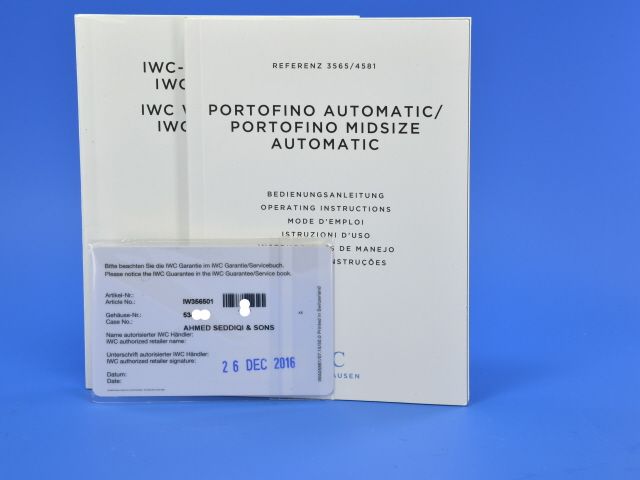 IWC-
IWC
IWC
IWC
REFERENZ 3565/4581
PORTOFINO AUTOMATIC/
PORTOFINO MIDSIZE
AUTOMATIC
BEDIENUNGSANLEITUNG
OPERATING INSTRUCTIONS
MODE D'EMPLOI
ISTRUZIONI D'USO
DE MANEJO
Bitte beachten Sie die IWC Garantie im IWC Garantie/Servicebuch.
Please notice the IWC Guarantee in the IWC Guarantee/Service book.
Artikel-Nr.:
Article No.: IW356501
Gehäuse-Nr.:
Case No.: 53
Name autorisierter IWC Händler: AHMED SEDDIQI & SONS
IWC authorized retailer name:
Unterschrift autorisierter IWC Händler:
IWC authorized retailer signature:
26 DEC 2016
Datum:
Date:
Printed in Switzerland